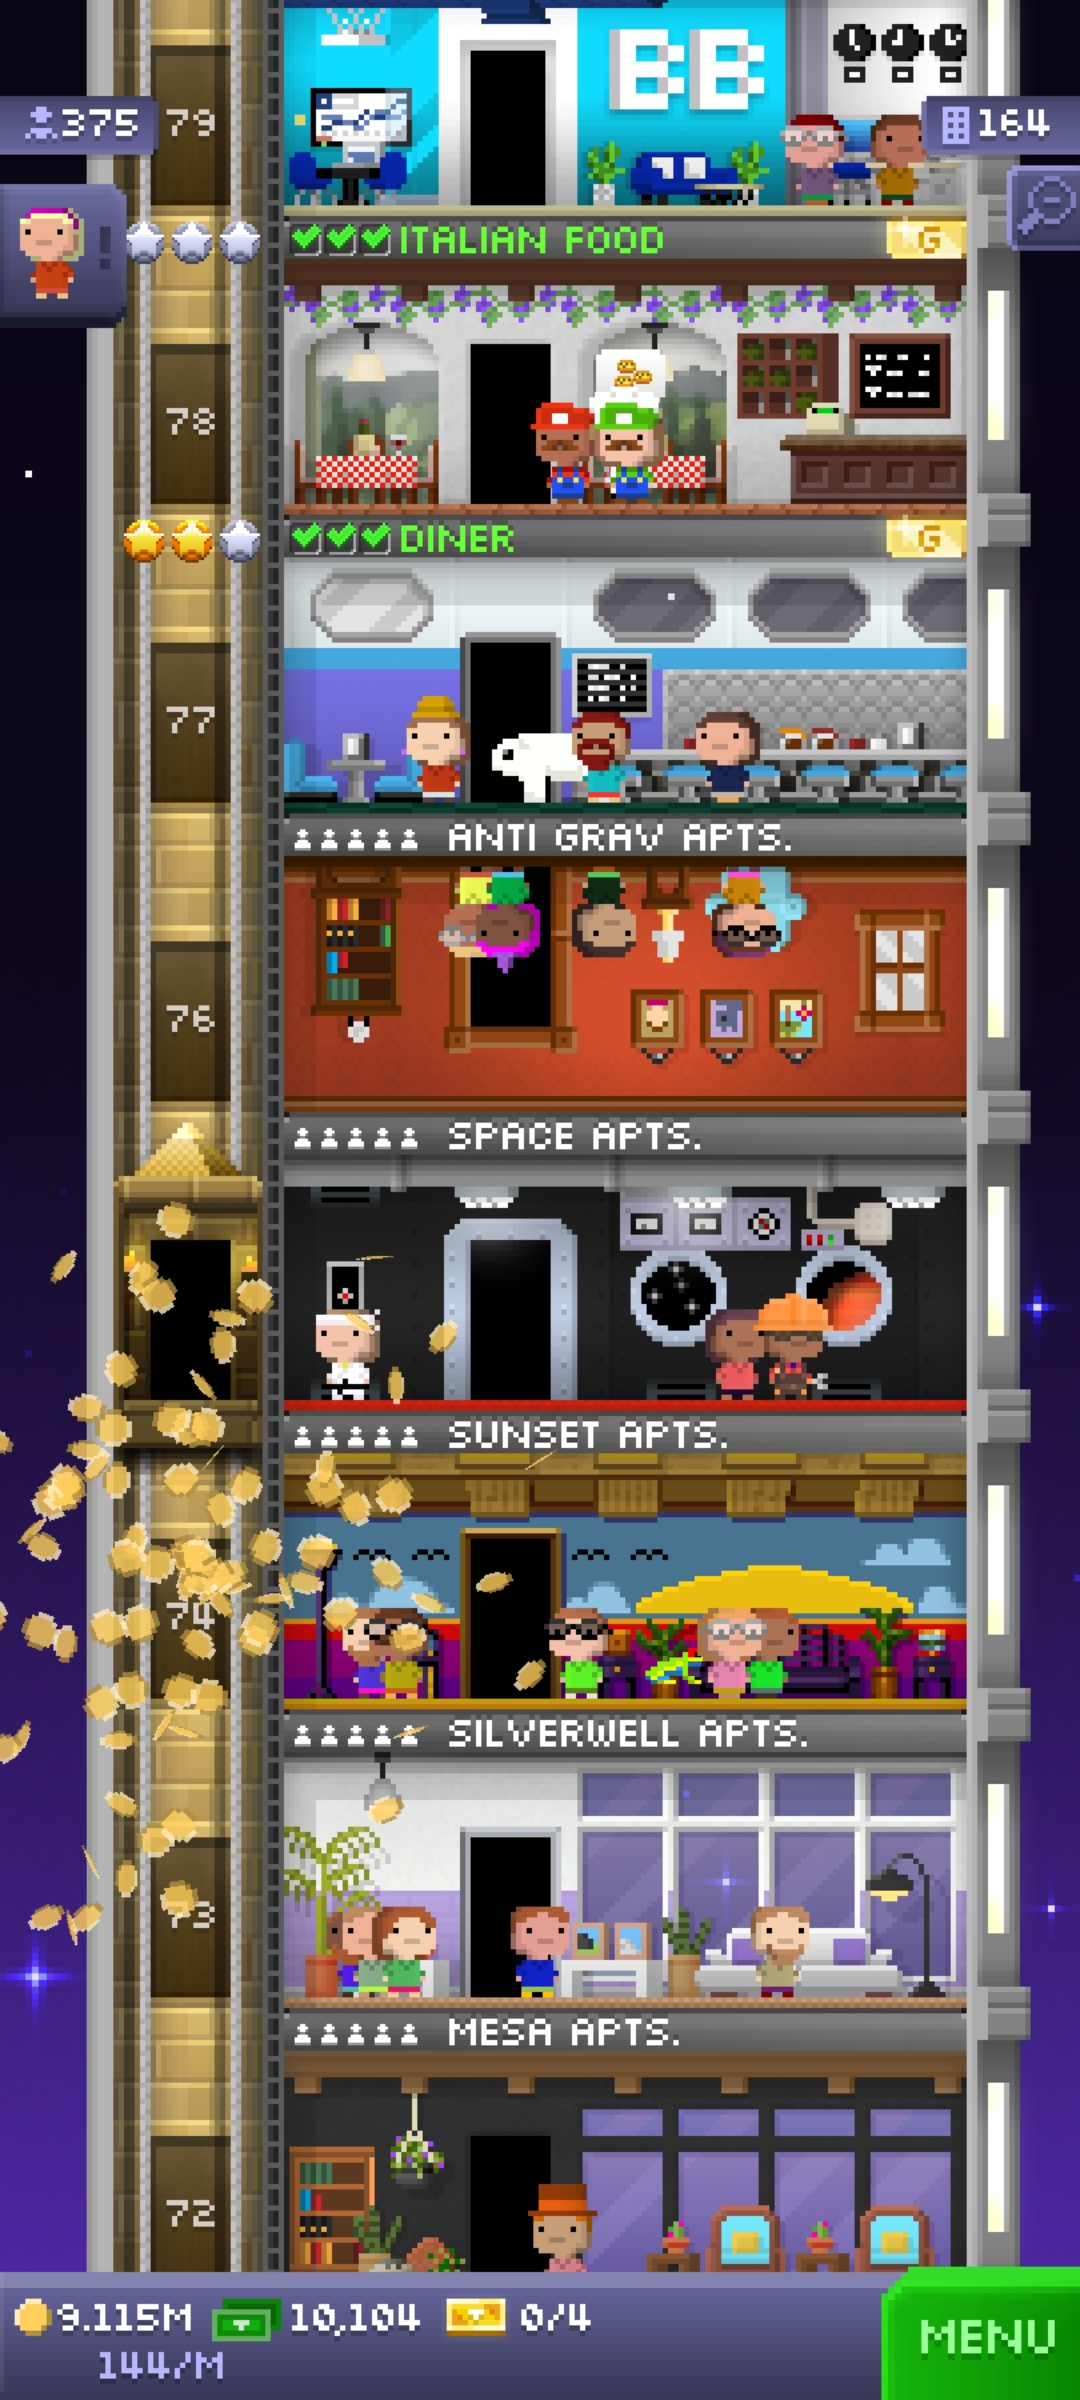 BB
375
79
164
ITALIAN FOOD
G
78
DINER
G
77
ANTI GRAV APTS.
76
SPACE APTS.
SUNSET APTS.
74
SILVERWELL APTS.
73
MESA APTS.
72
9.115M 10,104 0/4
144/M
MENU